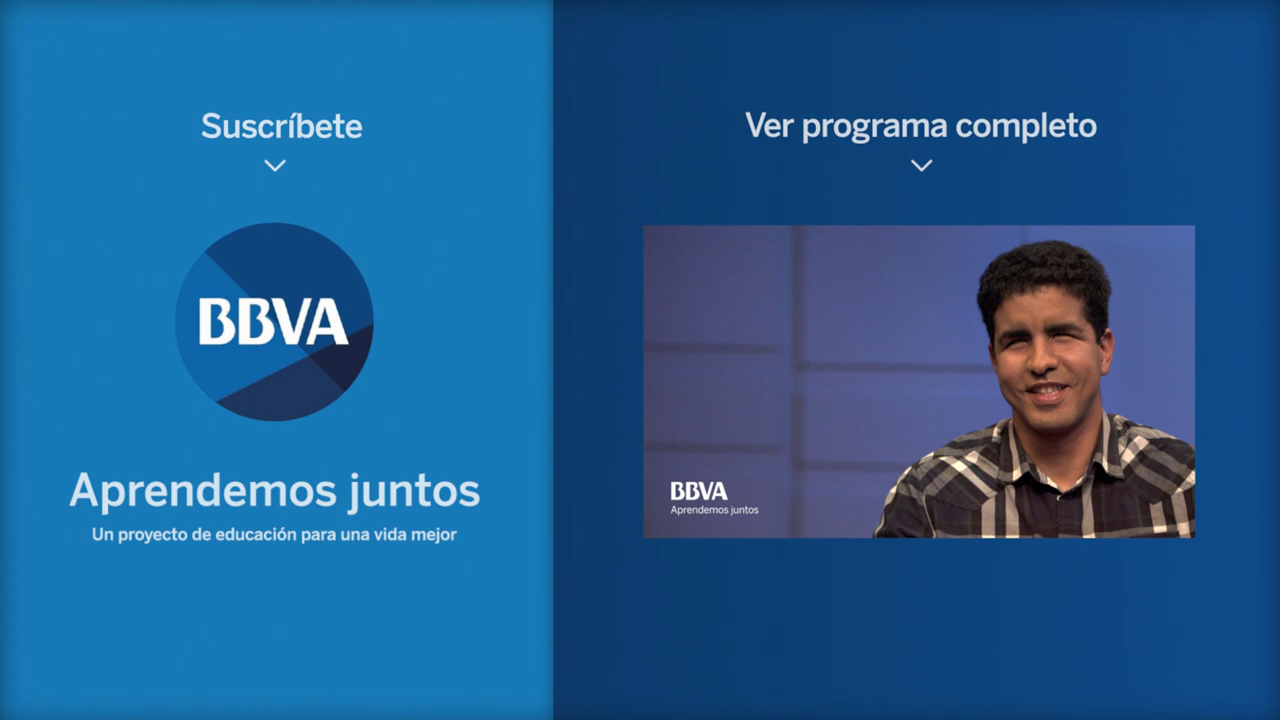 Suscríbete
BBVA
Aprendemos juntos
Un proyecto de educación para una vida mejor
Ver programa completo
BBVA
Aprendemos juntos